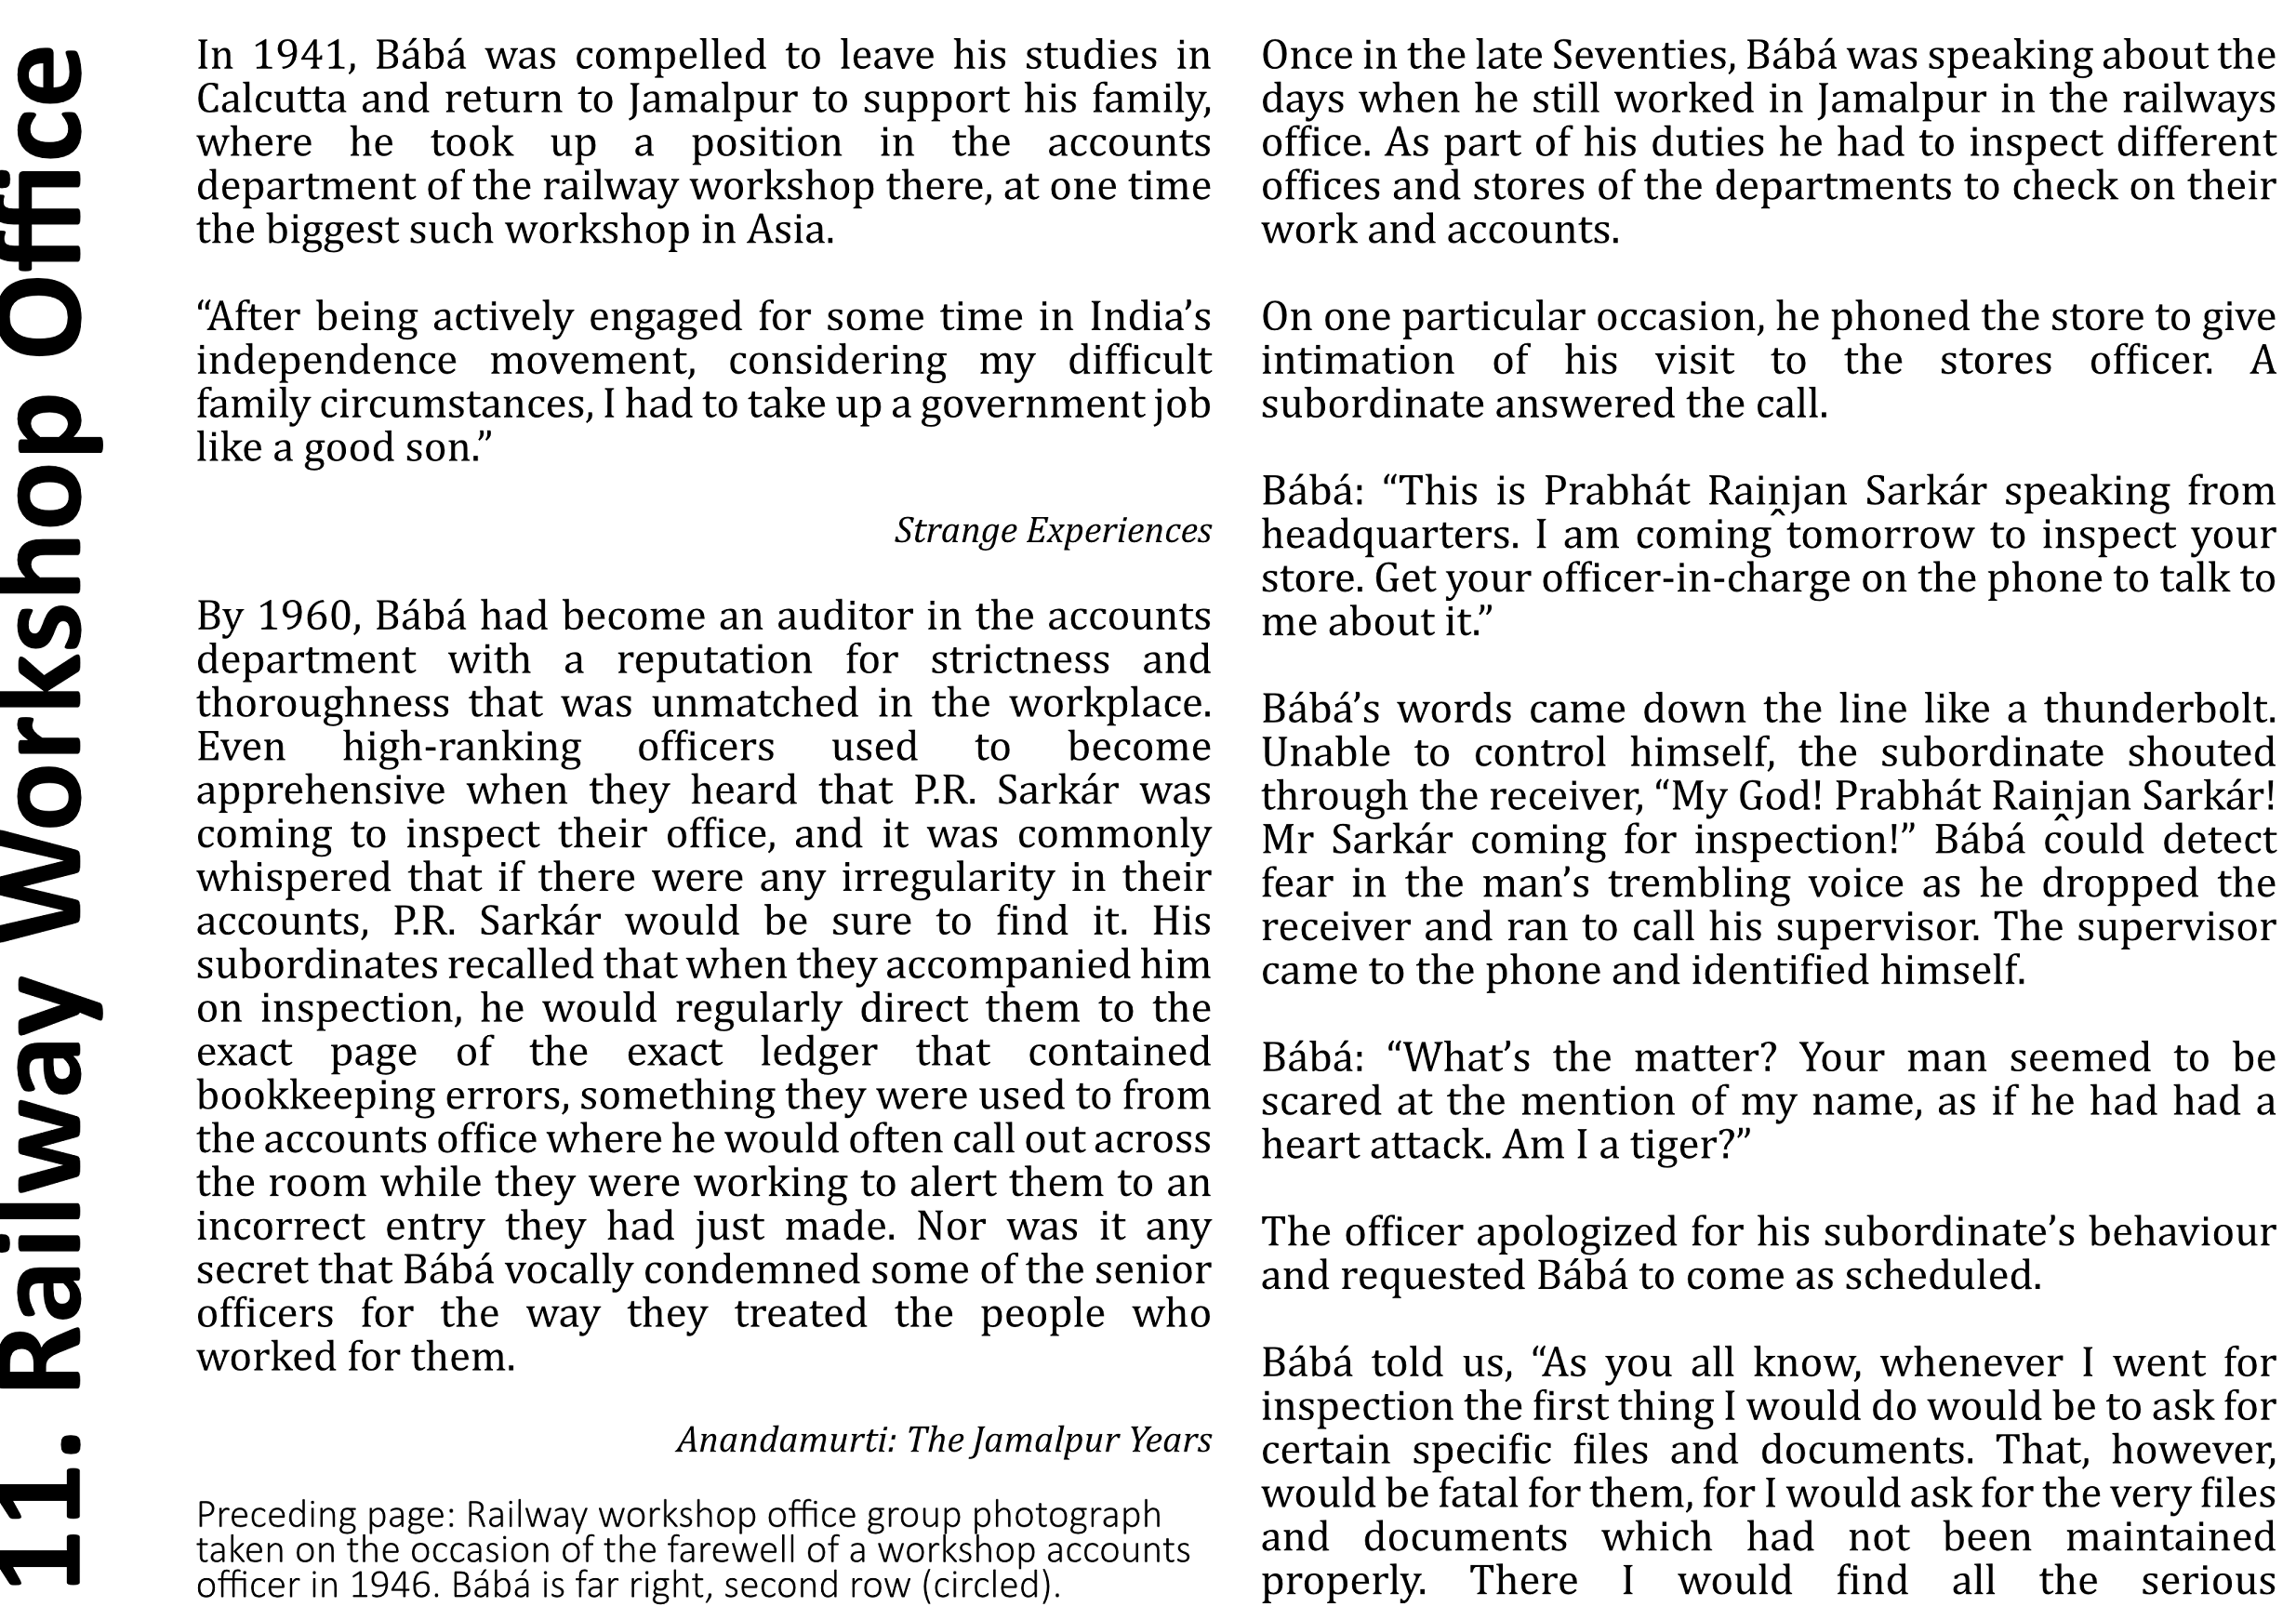 11. Railway Workshop Office
In 1941, Bábá was compelled to leave his studies in
Calcutta and return to Jamalpur to support his family,
where he took up a position in the accounts
department of the railway workshop there, at one time
the biggest such workshop in Asia.
“After being actively engaged for some time in India’s
independence movement, considering my difficult
family circumstances, I had to take up a government job
like a good son.”
Strange Experiences
By 1960, Bábá had become an auditor in the accounts
department with a reputation for strictness and
thoroughness that was unmatched in the workplace.
Even high-ranking officers used to become
apprehensive when they heard that P.R. Sarkár was
coming to inspect their office, and it was commonly
whispered that if there were any irregularity in their
accounts, P.R. Sarkár would be sure to find it. His
subordinates recalled that when they accompanied him
on inspection, he would regularly direct them to the
exact page of the exact ledger that contained
bookkeeping errors, something they were used to from
the accounts office where he would often call out across
the room while they were working to alert them to an
incorrect entry they had just made. Nor was it any
secret that Bábá vocally condemned some of the senior
officers for the way they treated the people who
worked for them.
Anandamurti: The Jamalpur Years
Preceding page: Railway workshop office group photograph
taken on the occasion of the farewell of a workshop accounts
officer in 1946. Bábá is far right, second row (circled).
Once in the late Seventies, Bábá was speaking about the
days when he still worked in Jamalpur in the railways
office. As part of his duties he had to inspect different
offices and stores of the departments to check on their
work and accounts.
On one particular occasion, he phoned the store to give
intimation of his visit to the stores officer. A
subordinate answered the call.
Bábá: “This is Prabhát Raiṋjan Sarkár speaking from
headquarters. I am coming tomorrow to inspect your
store. Get your officer-in-charge on the phone to talk to
me about it.”
Bábá’s words came down the line like a thunderbolt.
Unable to control himself, the subordinate shouted
through the receiver, “My God! Prabhát Raiṋjan Sarkár!
Mr Sarkár coming for inspection!” Bábá could detect
fear in the man’s trembling voice as he dropped the
receiver and ran to call his supervisor. The supervisor
came to the phone and identified himself.
Bábá: “What’s the matter? Your man seemed to be
scared at the mention of my name, as if he had had a
heart attack. Am I a tiger?”
The officer apologized for his subordinate’s behaviour
and requested Bábá to come as scheduled.
Bábá told us, “As you all know, whenever I went for
inspection the first thing I would do would be to ask for
certain specific files and documents. That, however,
would be fatal for them, for I would ask for the very files
and documents which had not been maintained
properly. There I would find all the serious